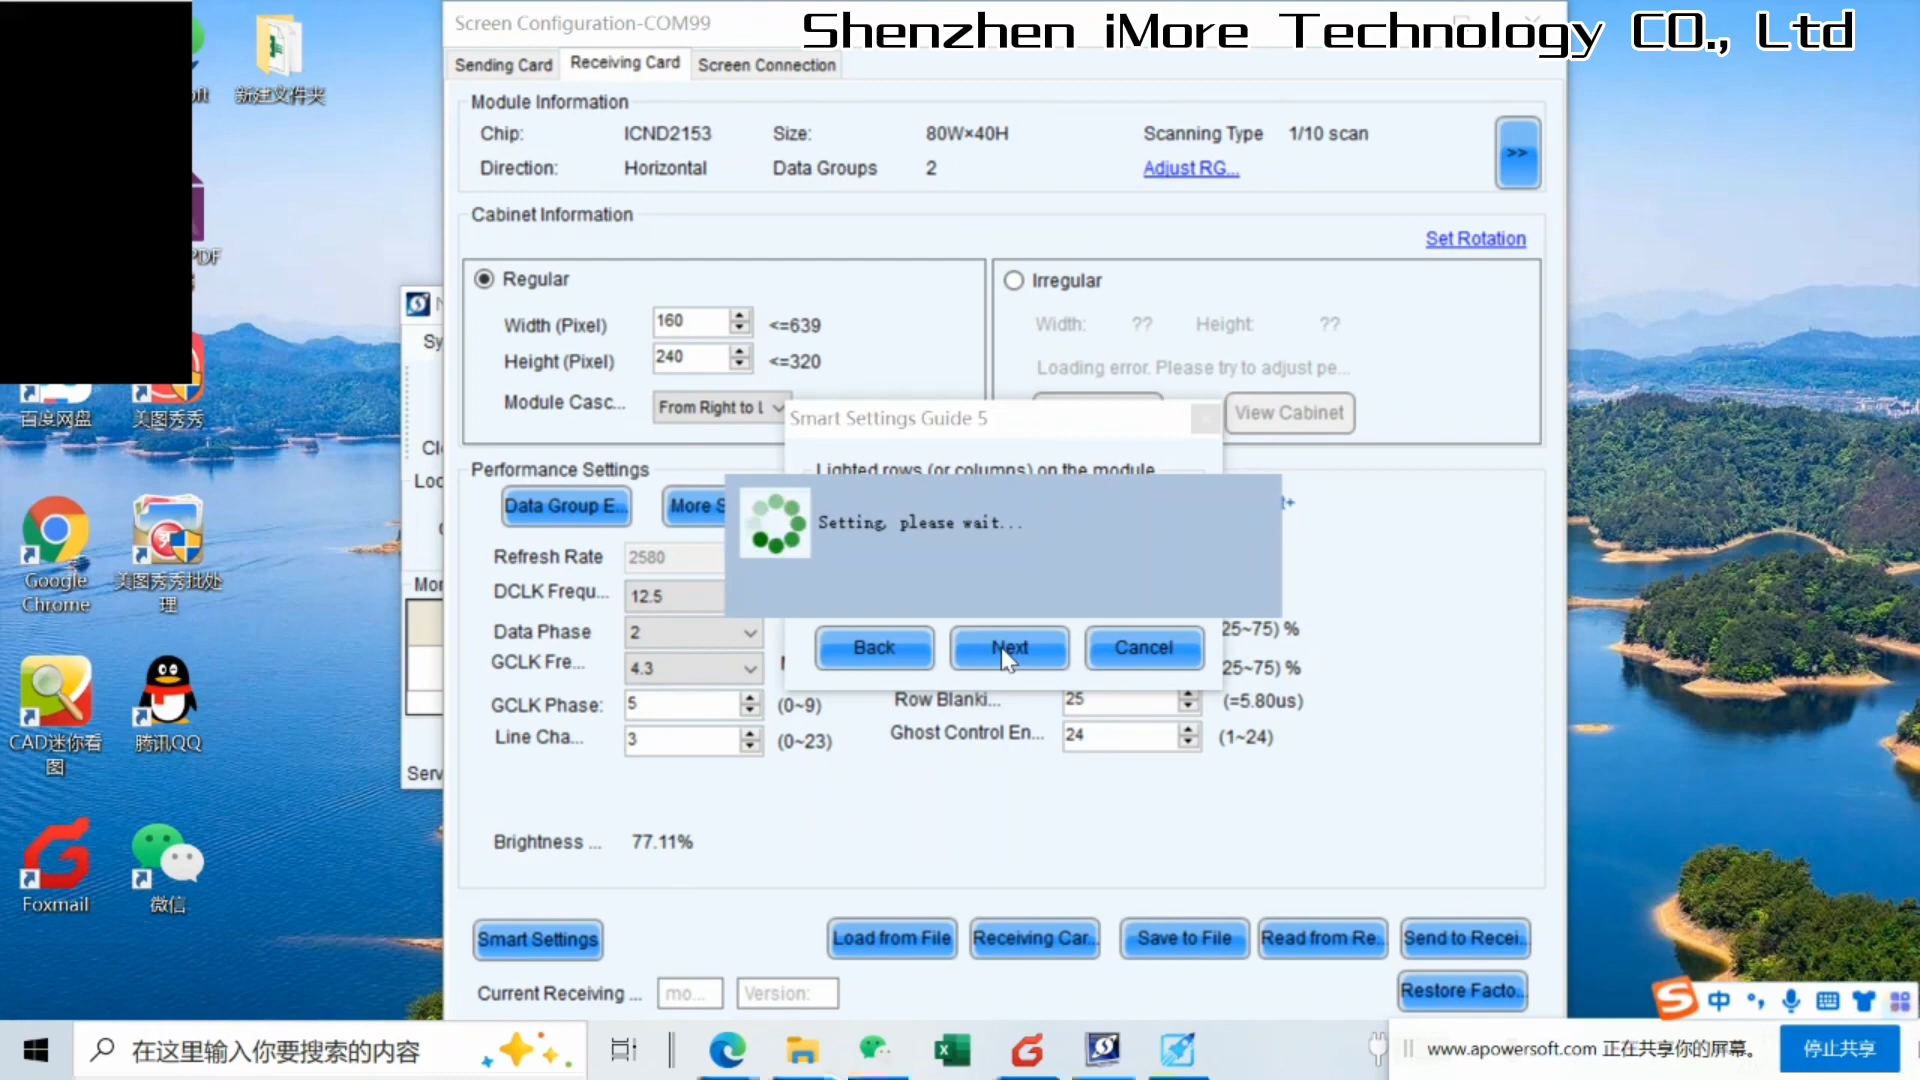 Shenzhen iMore Technology CO., Ltd
Screen Configuration-COM99
Sending Card
Receiving Card
Screen Connection
Module Information
Chip: ICND2153 Size: 80W×40H Scanning Type 1/10 scan
Direction: Horizontal Data Groups 2 Adjust RG...
>>
Cabinet Information
Set Rotation
Regular
Width (Pixel) 160 <=639
Height (Pixel) 240 <=320
Module Casc... From Right to L
Irregular
Width: ?? Height: ??
Loading error. Please try to adjust pe...
View Cabinet
Smart Settings Guide 5
Lighted rows (or columns) on the module
Setting, please wait...
Back
Next
Cancel
Performance Settings
Data Group E...
More S
Refresh Rate 2580
DCLK Frequ... 12.5
Data Phase 2 25~75) %
GCLK Fre... 4.3 25~75) %
GCLK Phase: 5 (0~9) Row Blanki... 25 (=5.80us)
Line Cha... 3 (0~23) Ghost Control En... 24 (1~24)
Brightness ... 77.11%
Smart Settings
Load from File
Receiving Car...
Save to File
Read from Re...
Send to Recei...
Current Receiving ... mo... Version:
Restore Facto...
新建文件夹
PDF
百度网盘
美图秀秀
Google Chrome
美图秀秀批处理
CAD迷你看图
腾讯QQ
Foxmail
微信
Sy
Cl
Loc
Mor
Serv
中
在这里输入你要搜索的内容
www.apowersoft.com 正在共享你的屏幕。
停止共享